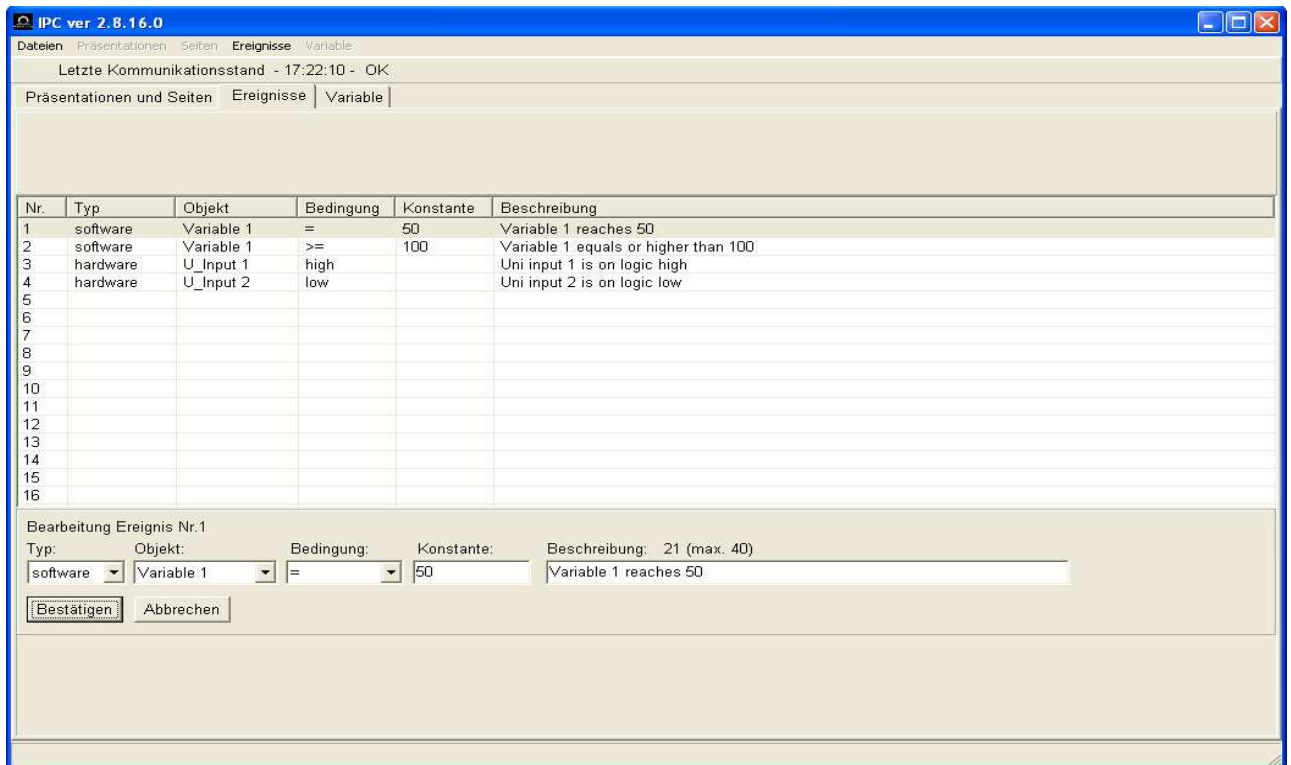 IPC ver 2.8.16.0
Dateien Präsentationen Seiten Ereignisse Variable
Letzte Kommunikationsstand - 17:22:10 - OK
Präsentationen und Seiten Ereignisse Variable
Nr. Typ Objekt Bedingung Konstante Beschreibung
1 software Variable 1 = 50 Variable 1 reaches 50
2 software Variable 1 >= 100 Variable 1 equals or higher than 100
3 hardware U_Input 1 high Uni input 1 is on logic high
4 hardware U_Input 2 low Uni input 2 is on logic low
5
6
7
8
9
10
11
12
13
14
15
16
Bearbeitung Ereignis Nr.1
Typ: Objekt: Bedingung: Konstante: Beschreibung: 21 (max. 40)
software Variable 1 = 50 Variable 1 reaches 50
Bestätigen Abbrechen